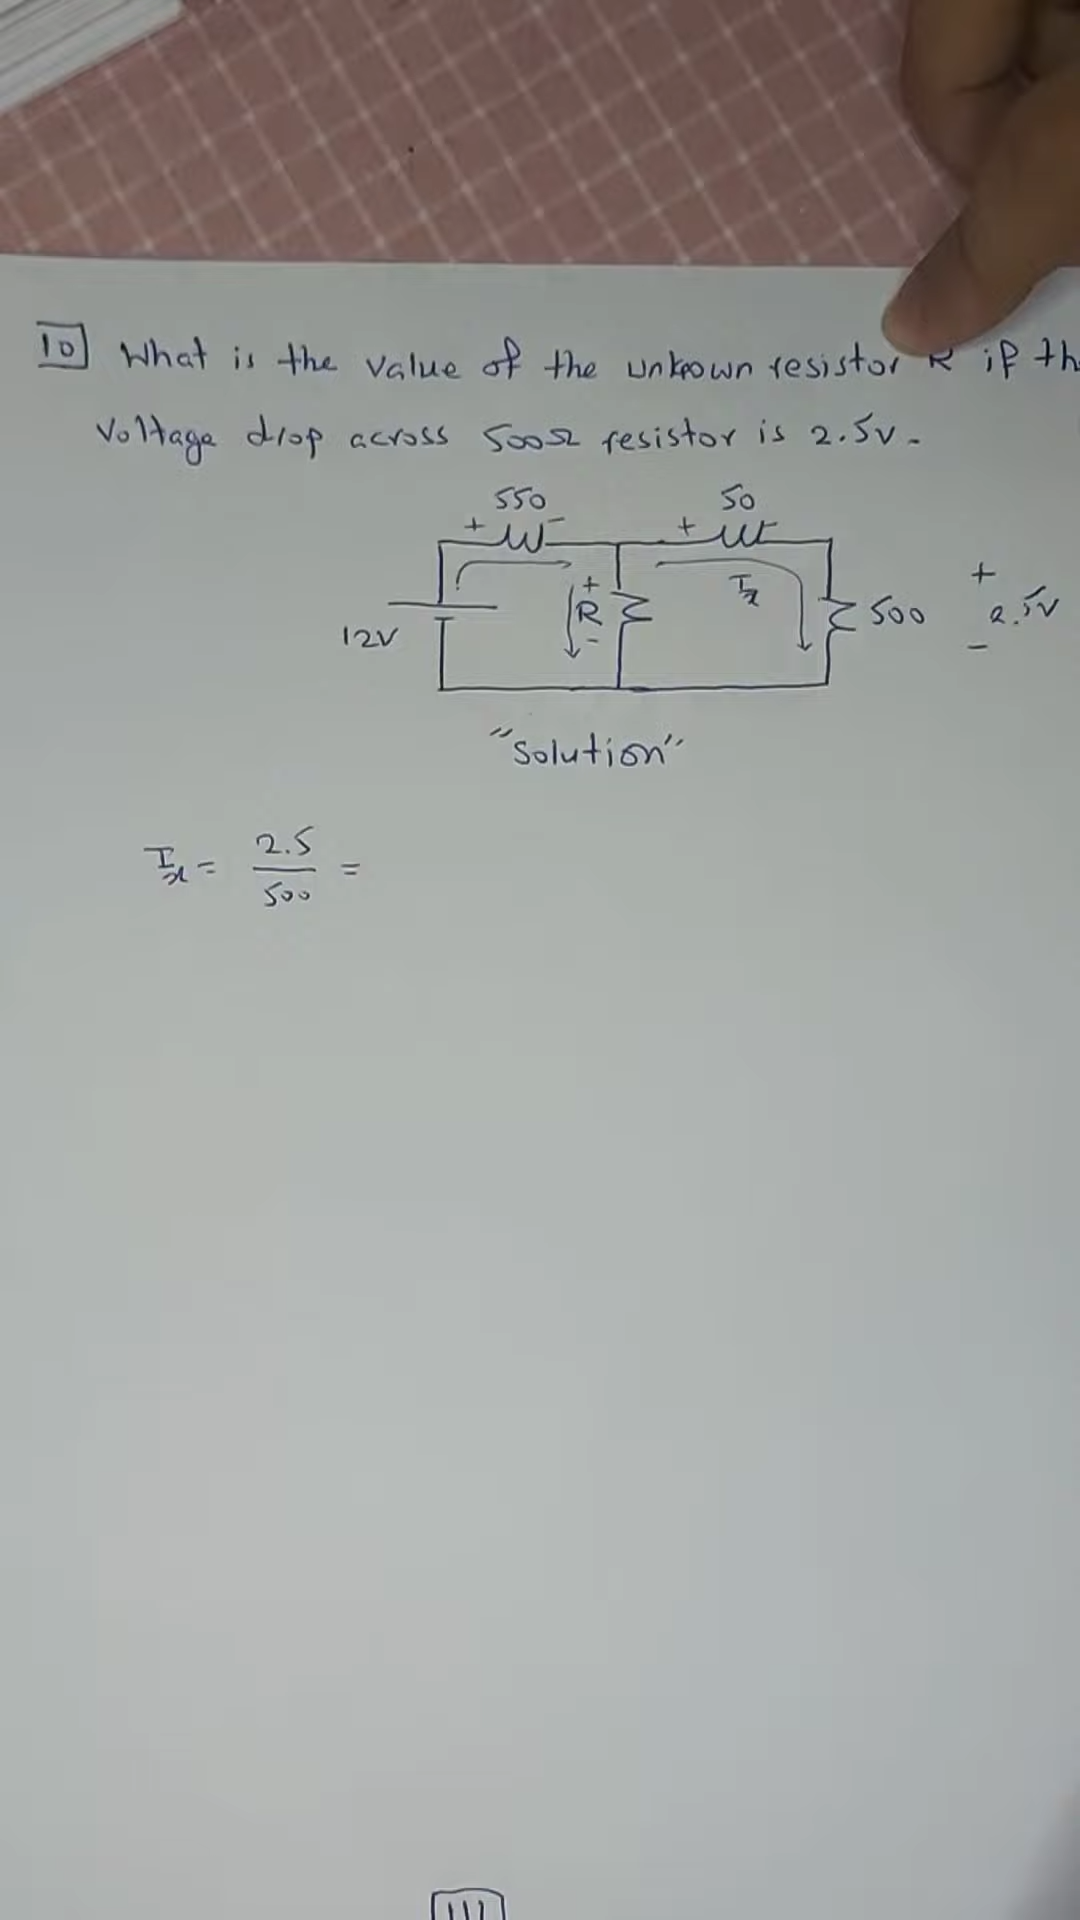 10 What is the value of the unknown resistor R if th
voltage drop across 500Ω resistor is 2.5V.
550 50
+ - + -
12V + R - Ix 500 + 2.5V -
"Solution"
Ix = 2.5/500 =